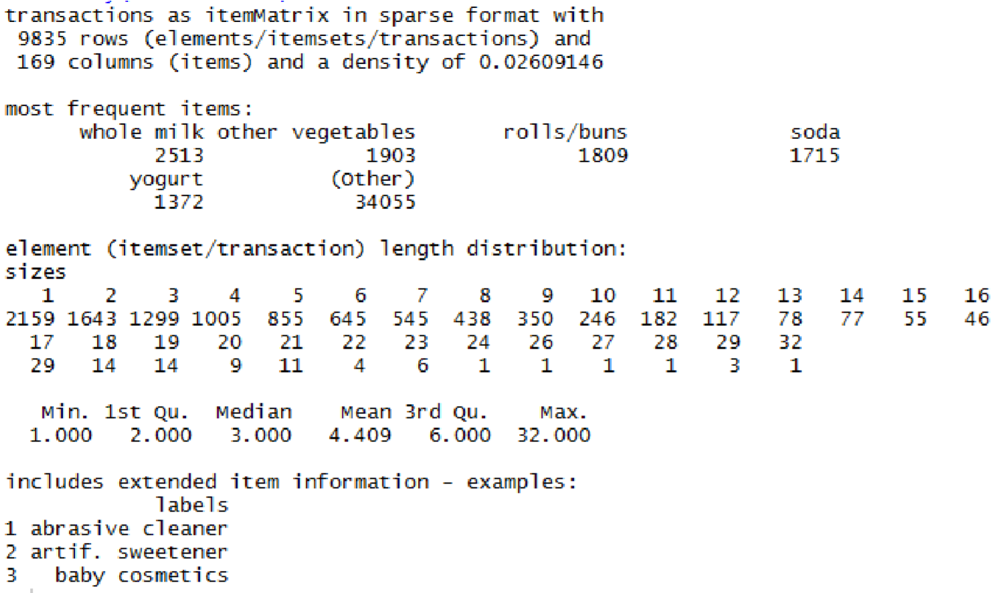 transactions as itemMatrix in sparse format with
 9835 rows (elements/itemsets/transactions) and
 169 columns (items) and a density of 0.02609146

most frequent items:
      whole milk other vegetables       rolls/buns             soda
            2513             1903             1809             1715
          yogurt          (Other)
            1372            34055

element (itemset/transaction) length distribution:
sizes
   1    2    3    4    5    6    7    8    9   10   11   12   13   14   15   16
2159 1643 1299 1005  855  645  545  438  350  246  182  117   78   77   55   46
  17   18   19   20   21   22   23   24   26   27   28   29   32
  29   14   14    9   11    4    6    1    1    1    1    3    1

   Min. 1st Qu.  Median    Mean 3rd Qu.    Max.
  1.000   2.000   3.000   4.409   6.000  32.000

includes extended item information - examples:
            labels
1 abrasive cleaner
2 artif. sweetener
3   baby cosmetics